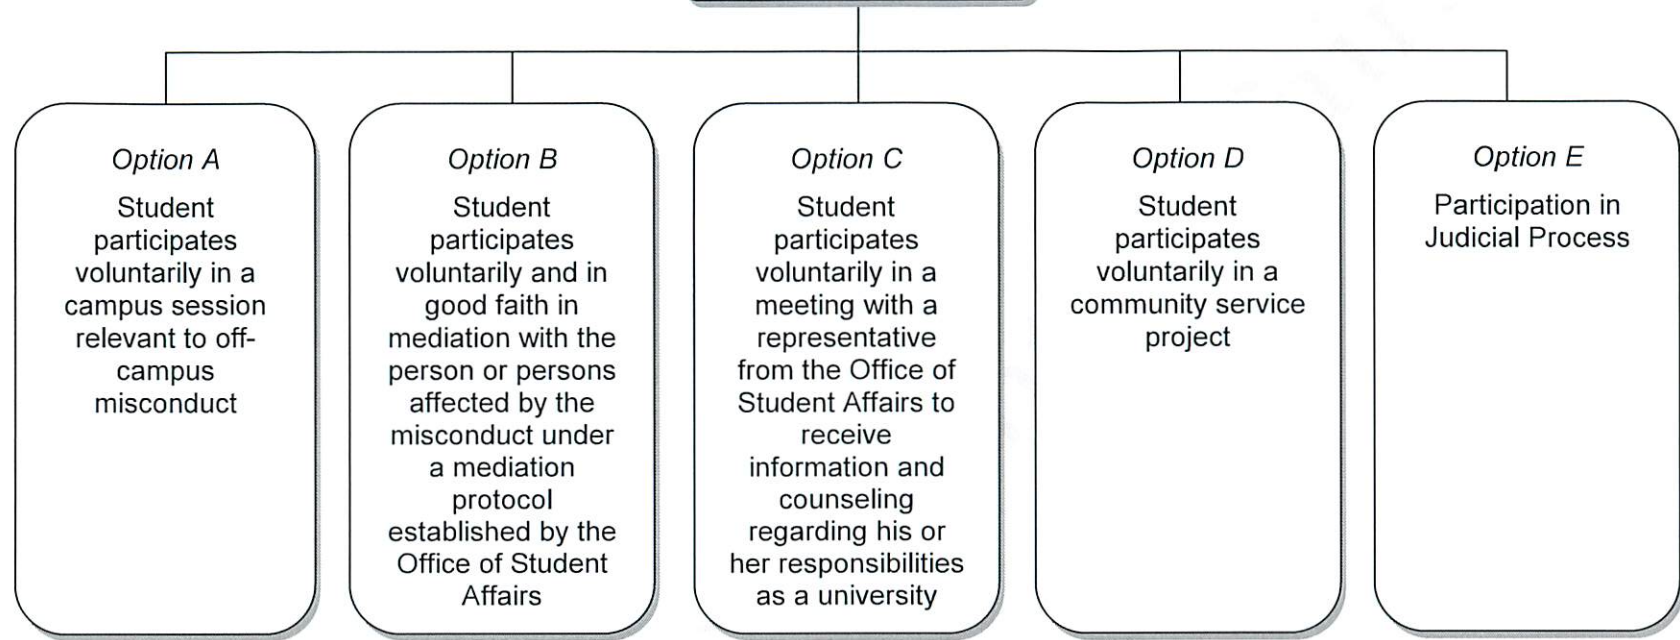 Option A
Student
participates
voluntarily in a
campus session
relevant to off-
campus
misconduct
Option B
Student
participates
voluntarily and in
good faith in
mediation with the
person or persons
affected by the
misconduct under
a mediation
protocol
established by the
Office of Student
Affairs
Option C
Student
participates
voluntarily in a
meeting with a
representative
from the Office of
Student Affairs to
receive
information and
counseling
regarding his or
her responsibilities
as a university
Option D
Student
participates
voluntarily in a
community service
project
Option E
Participation in
Judicial Process